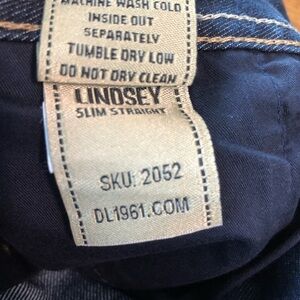 MACHINE WASH COLD
INSIDE OUT
SEPARATELY
TUMBLE DRY LOW
DO NOT DRY CLEAN
LINDSEY
SLIM STRAIGHT
SKU: 2052
DL1961.COM